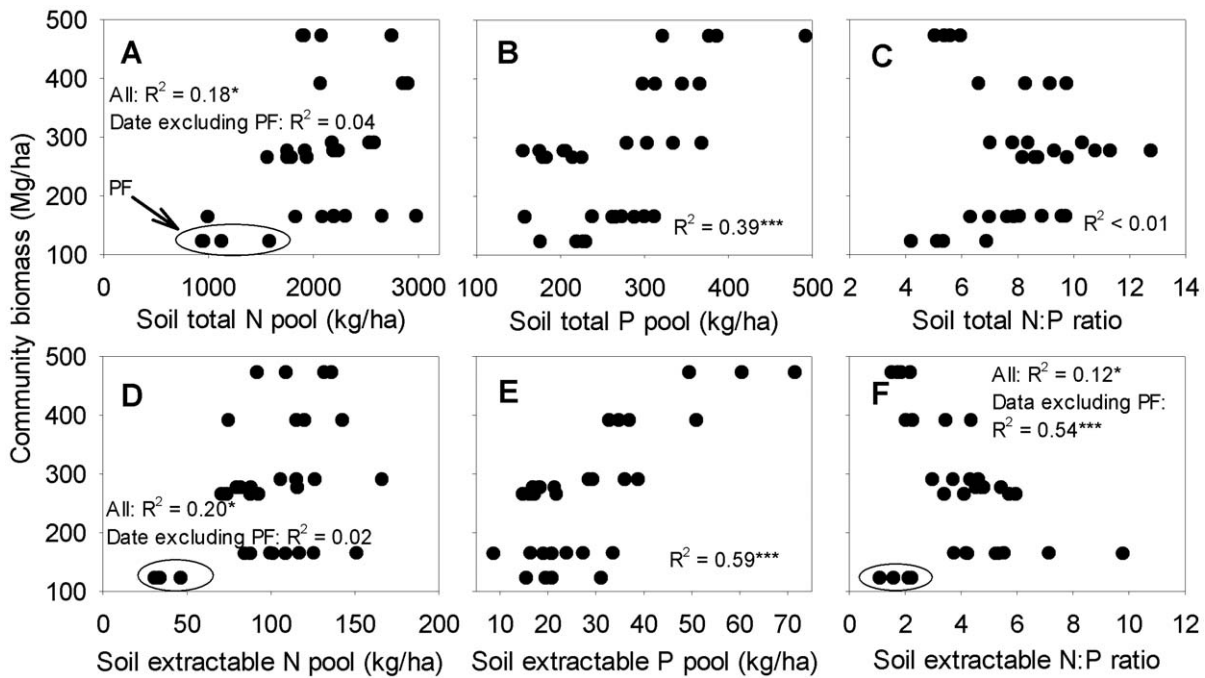 Community biomass (Mg/ha)
500
400
300
200
100
A
All: R² = 0.18*
Date excluding PF: R² = 0.04
PF
1000 2000 3000
Soil total N pool (kg/ha)
B
R² = 0.39***
100 200 300 400 500
Soil total P pool (kg/ha)
C
R² < 0.01
2 4 6 8 10 12 14
Soil total N:P ratio
500
400
300
200
100
D
All: R² = 0.20*
Date excluding PF: R² = 0.02
0 50 100 150 200
Soil extractable N pool (kg/ha)
E
R² = 0.59***
10 20 30 40 50 60 70
Soil extractable P pool (kg/ha)
F
All: R² = 0.12*
Data excluding PF:
R² = 0.54***
0 2 4 6 8 10 12
Soil extractable N:P ratio